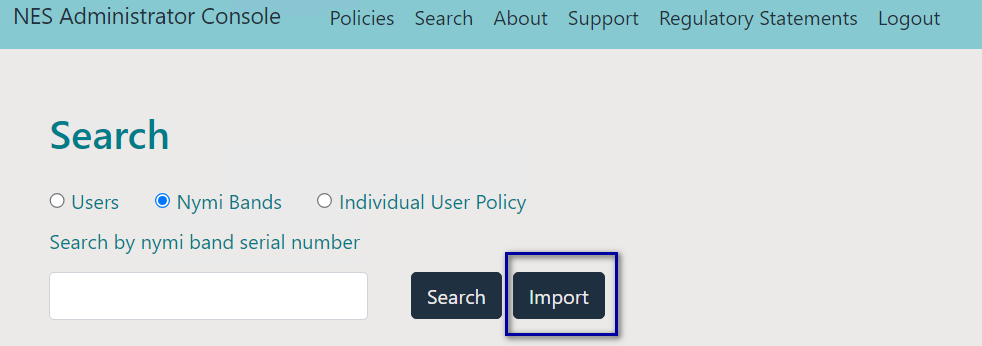 NES Administrator Console Policies Search About Support Regulatory Statements Logout
Search
Users Nymi Bands Individual User Policy
Search by nymi band serial number
Search Import